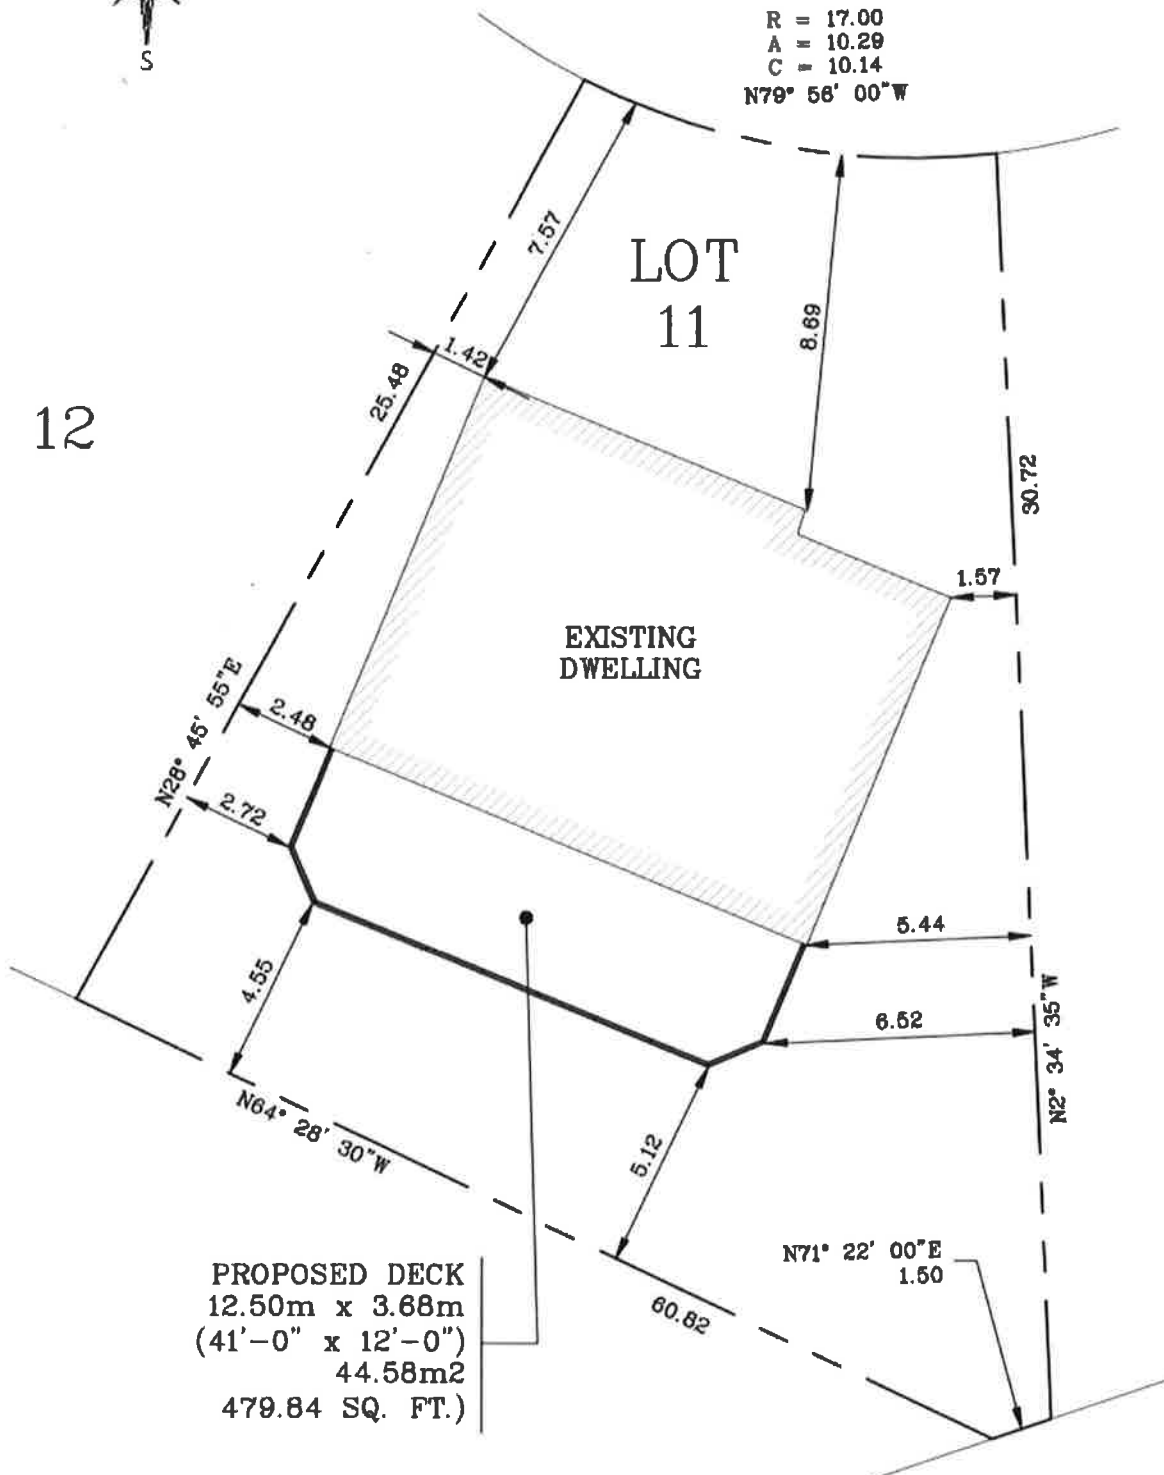 S
R = 17.00
A = 10.29
C = 10.14
N79° 56' 00"W
7.57
LOT
11
8.69
1.42
25.48
12
30.72
1.57
EXISTING
DWELLING
N28° 45' 55"E
2.48
2.72
5.44
4.55
6.52
N2° 34' 35"W
N64° 28' 30"W
5.12
N71° 22' 00"E
1.50
60.82
PROPOSED DECK
12.50m x 3.68m
(41'-0" x 12'-0")
44.58m2
479.84 SQ. FT.)